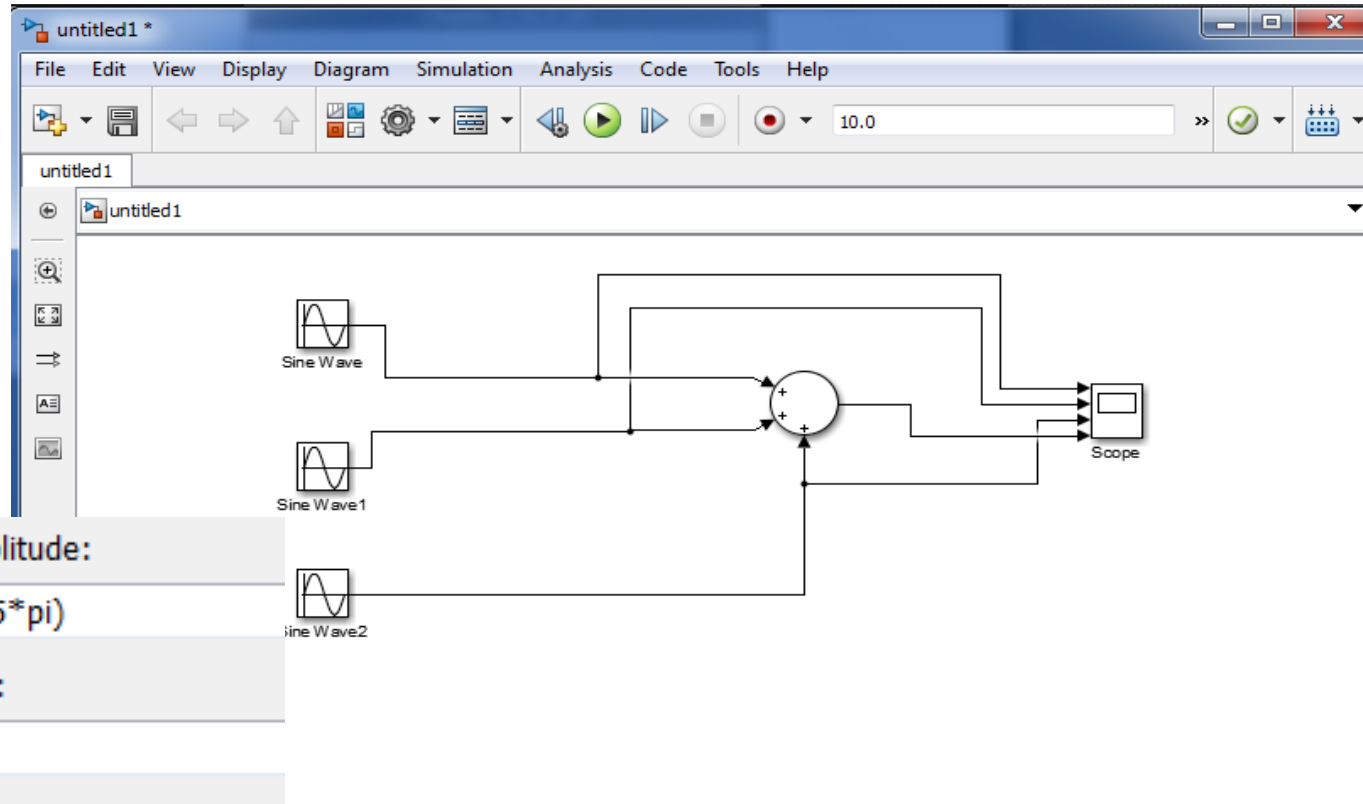 untitled1 *
File Edit View Display Diagram Simulation Analysis Code Tools Help
10.0 »
untitled1
untitled1
Sine Wave
+
+
+
Scope
Sine Wave1
litude:
5*pi)
:
ine Wave2